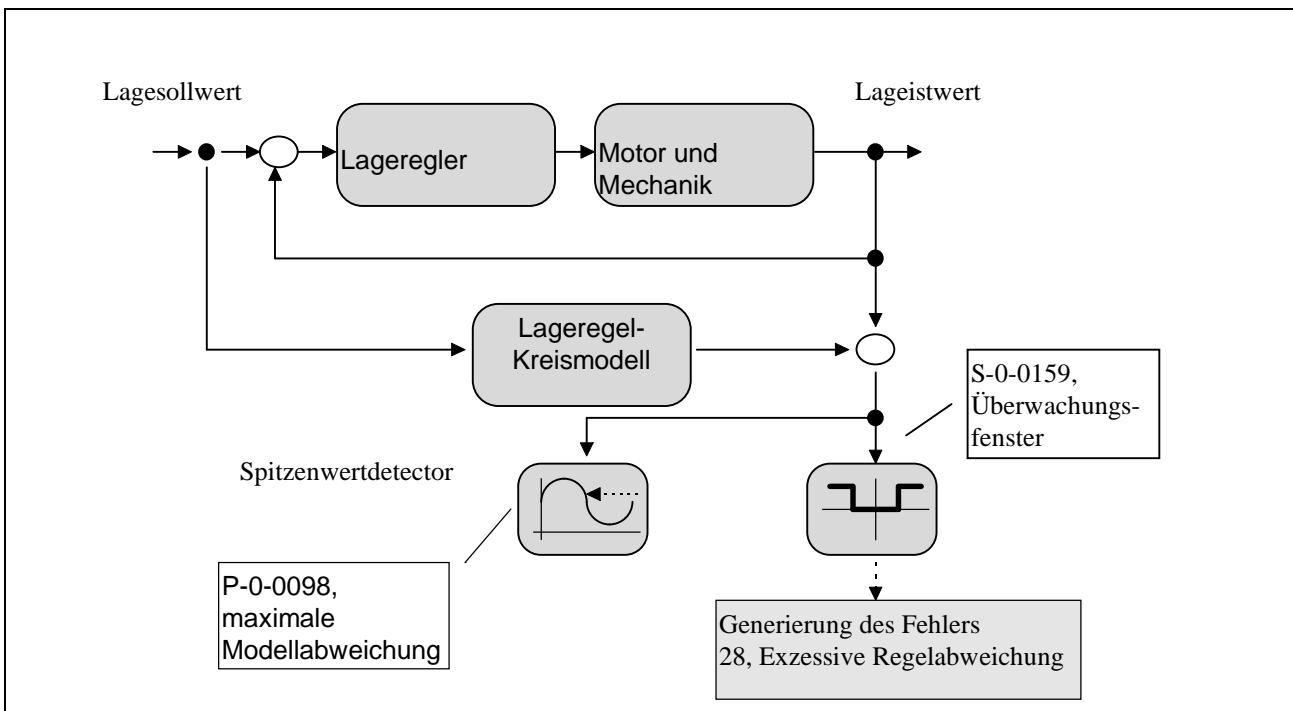 Lagesollwert
Lageistwert
Lageregler
Motor und
Mechanik
Lageregel-
Kreismodell
S-0-0159,
Überwachungs-
fenster
Spitzenwertdetector
P-0-0098,
maximale
Modellabweichung
Generierung des Fehlers
28, Exzessive Regelabweichung